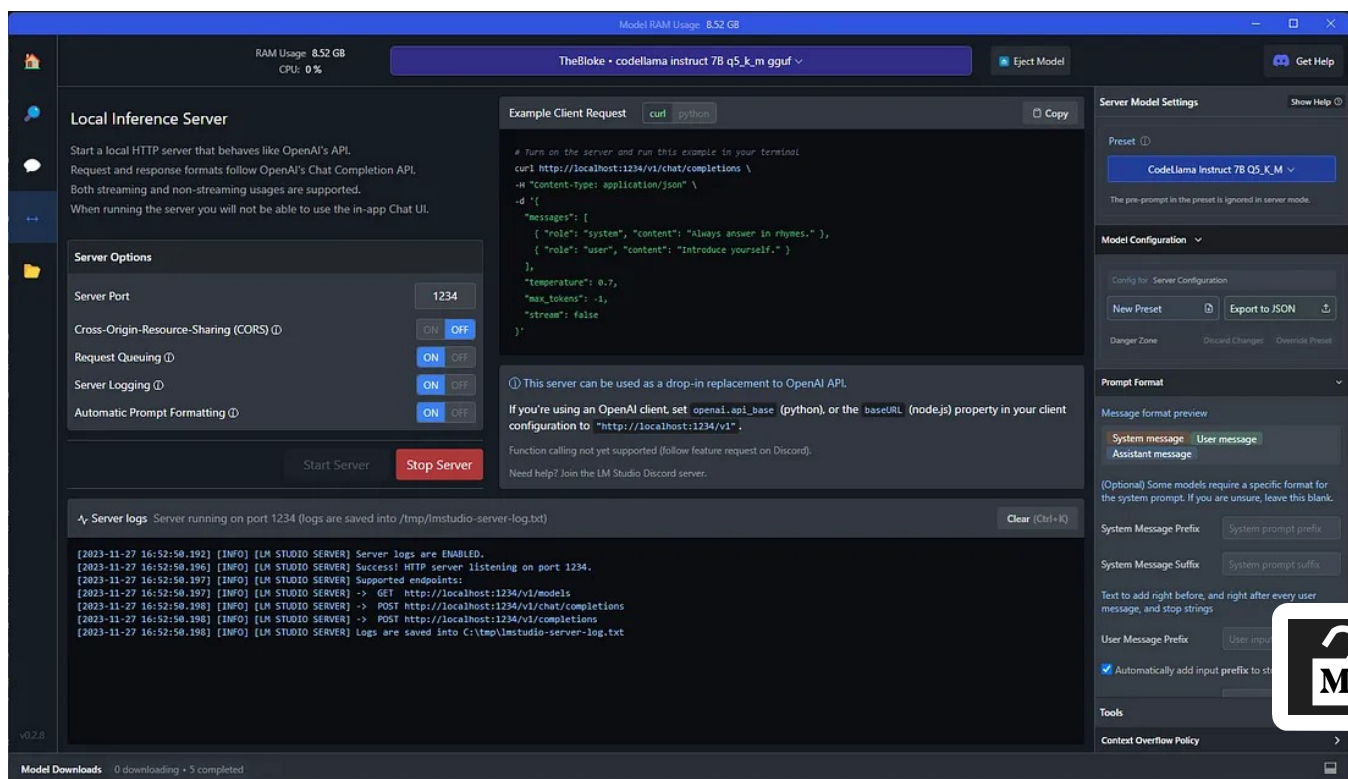 Model RAM Usage 8.52 GB
RAM Usage 8.52 GB
CPU: 0 %
TheBloke • codellama instruct 7B q5_k_m gguf
Eject Model
Get Help
Local Inference Server
Start a local HTTP server that behaves like OpenAI's API.
Request and response formats follow OpenAI's Chat Completion API.
Both streaming and non-streaming usages are supported.
When running the server you will not be able to use the in-app Chat UI.
Server Options
Server Port 1234
Cross-Origin-Resource-Sharing (CORS) ON OFF
Request Queuing ON OFF
Server Logging ON OFF
Automatic Prompt Formatting ON OFF
Start Server Stop Server
Example Client Request curl python Copy
# Turn on the server and run this example in your terminal
curl http://localhost:1234/v1/chat/completions \
-H "Content-Type: application/json" \
-d '{
"messages": [
{ "role": "system", "content": "Always answer in rhymes." },
{ "role": "user", "content": "Introduce yourself." }
],
"temperature": 0.7,
"max_tokens": -1,
"stream": false
}'
This server can be used as a drop-in replacement to OpenAI API.
If you're using an OpenAI client, set openai.api_base (python), or the baseURL (node.js) property in your client
configuration to "http://localhost:1234/v1".
Function calling not yet supported (follow feature request on Discord).
Need help? Join the LM Studio Discord server.
Server logs Server running on port 1234 (logs are saved into /tmp/lmstudio-server-log.txt) Clear (Ctrl+K)
[2023-11-27 16:52:50.192] [INFO] [LM STUDIO SERVER] Server logs are ENABLED.
[2023-11-27 16:52:50.196] [INFO] [LM STUDIO SERVER] Success! HTTP server listening on port 1234.
[2023-11-27 16:52:50.197] [INFO] [LM STUDIO SERVER] Supported endpoints:
[2023-11-27 16:52:50.197] [INFO] [LM STUDIO SERVER] -> GET http://localhost:1234/v1/models
[2023-11-27 16:52:50.198] [INFO] [LM STUDIO SERVER] -> POST http://localhost:1234/v1/chat/completions
[2023-11-27 16:52:50.198] [INFO] [LM STUDIO SERVER] -> POST http://localhost:1234/v1/completions
[2023-11-27 16:52:50.198] [INFO] [LM STUDIO SERVER] Logs are saved into C:\tmp\lmstudio-server-log.txt
Server Model Settings Show Help
Preset
CodeLlama Instruct 7B Q5_K_M
The pre-prompt in the preset is ignored in server mode.
Model Configuration
Config for Server Configuration
New Preset Export to JSON
Danger Zone Discard Changes Override Preset
Prompt Format
Message format preview
System message User message
Assistant message
(Optional) Some models require a specific format for
the system prompt. If you are unsure, leave this blank.
System Message Prefix System prompt prefix
System Message Suffix System prompt suffix
Text to add right before, and right after every user
message, and stop strings
User Message Prefix User input
Automatically add input prefix to
M
Tools
Context Overflow Policy
v0.2.8
Model Downloads 0 downloading • 5 completed